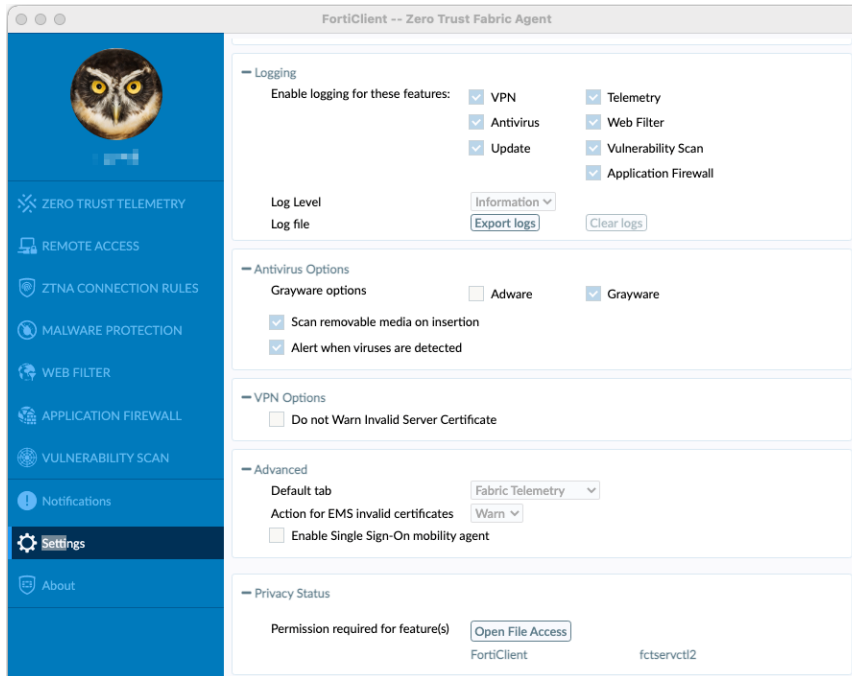 FortiClient -- Zero Trust Fabric Agent
ZERO TRUST TELEMETRY
REMOTE ACCESS
ZTNA CONNECTION RULES
MALWARE PROTECTION
WEB FILTER
APPLICATION FIREWALL
VULNERABILITY SCAN
Notifications
Settings
About
Logging
Enable logging for these features: VPN Telemetry
Antivirus Web Filter
Update Vulnerability Scan
Application Firewall
Log Level Information
Log file Export logs Clear logs
Antivirus Options
Grayware options Adware Grayware
Scan removable media on insertion
Alert when viruses are detected
VPN Options
Do not Warn Invalid Server Certificate
Advanced
Default tab Fabric Telemetry
Action for EMS invalid certificates Warn
Enable Single Sign-On mobility agent
Privacy Status
Permission required for feature(s) Open File Access
FortiClient fctservctl2